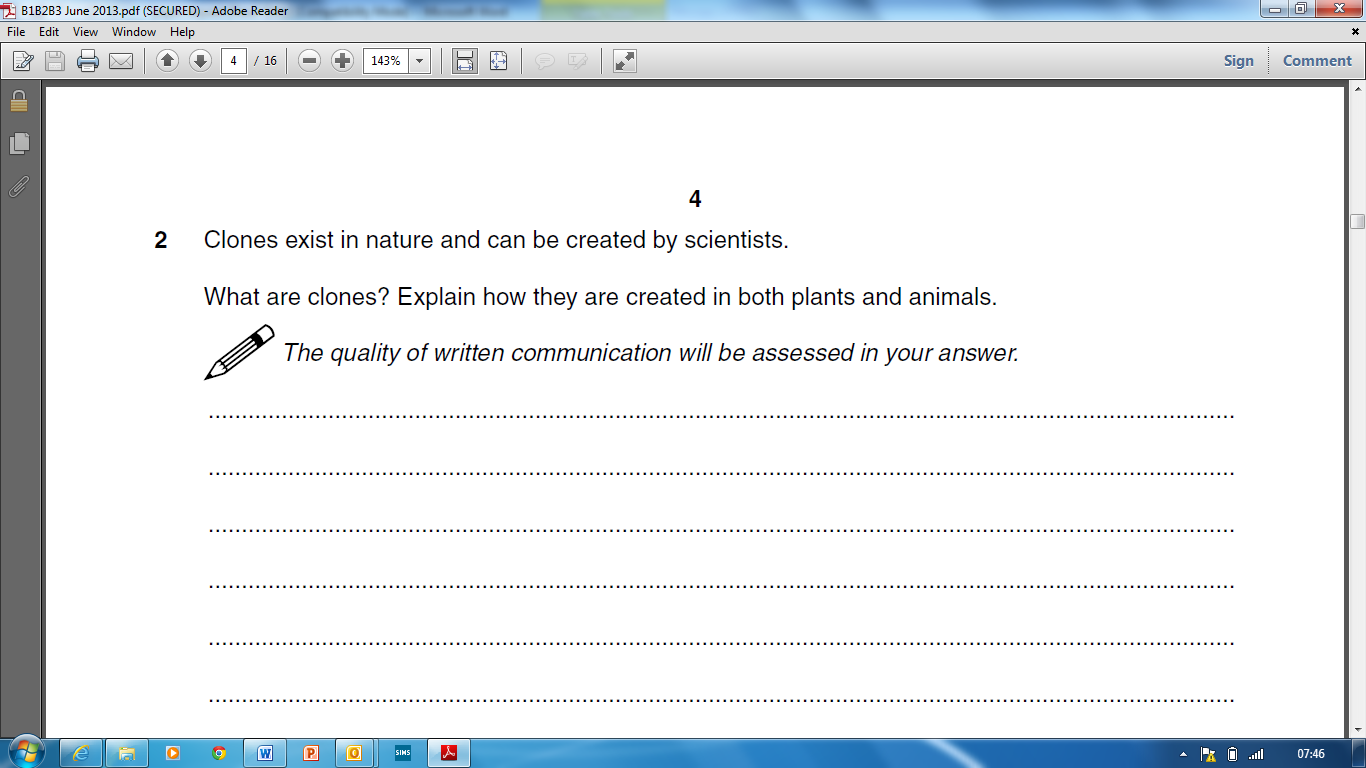 B1B2B3 June 2013.pdf (SECURED) - Adobe Reader
File Edit View Window Help
4 / 16 143% Sign Comment
4
2 Clones exist in nature and can be created by scientists.
What are clones? Explain how they are created in both plants and animals.
The quality of written communication will be assessed in your answer.
SIMS
07:46